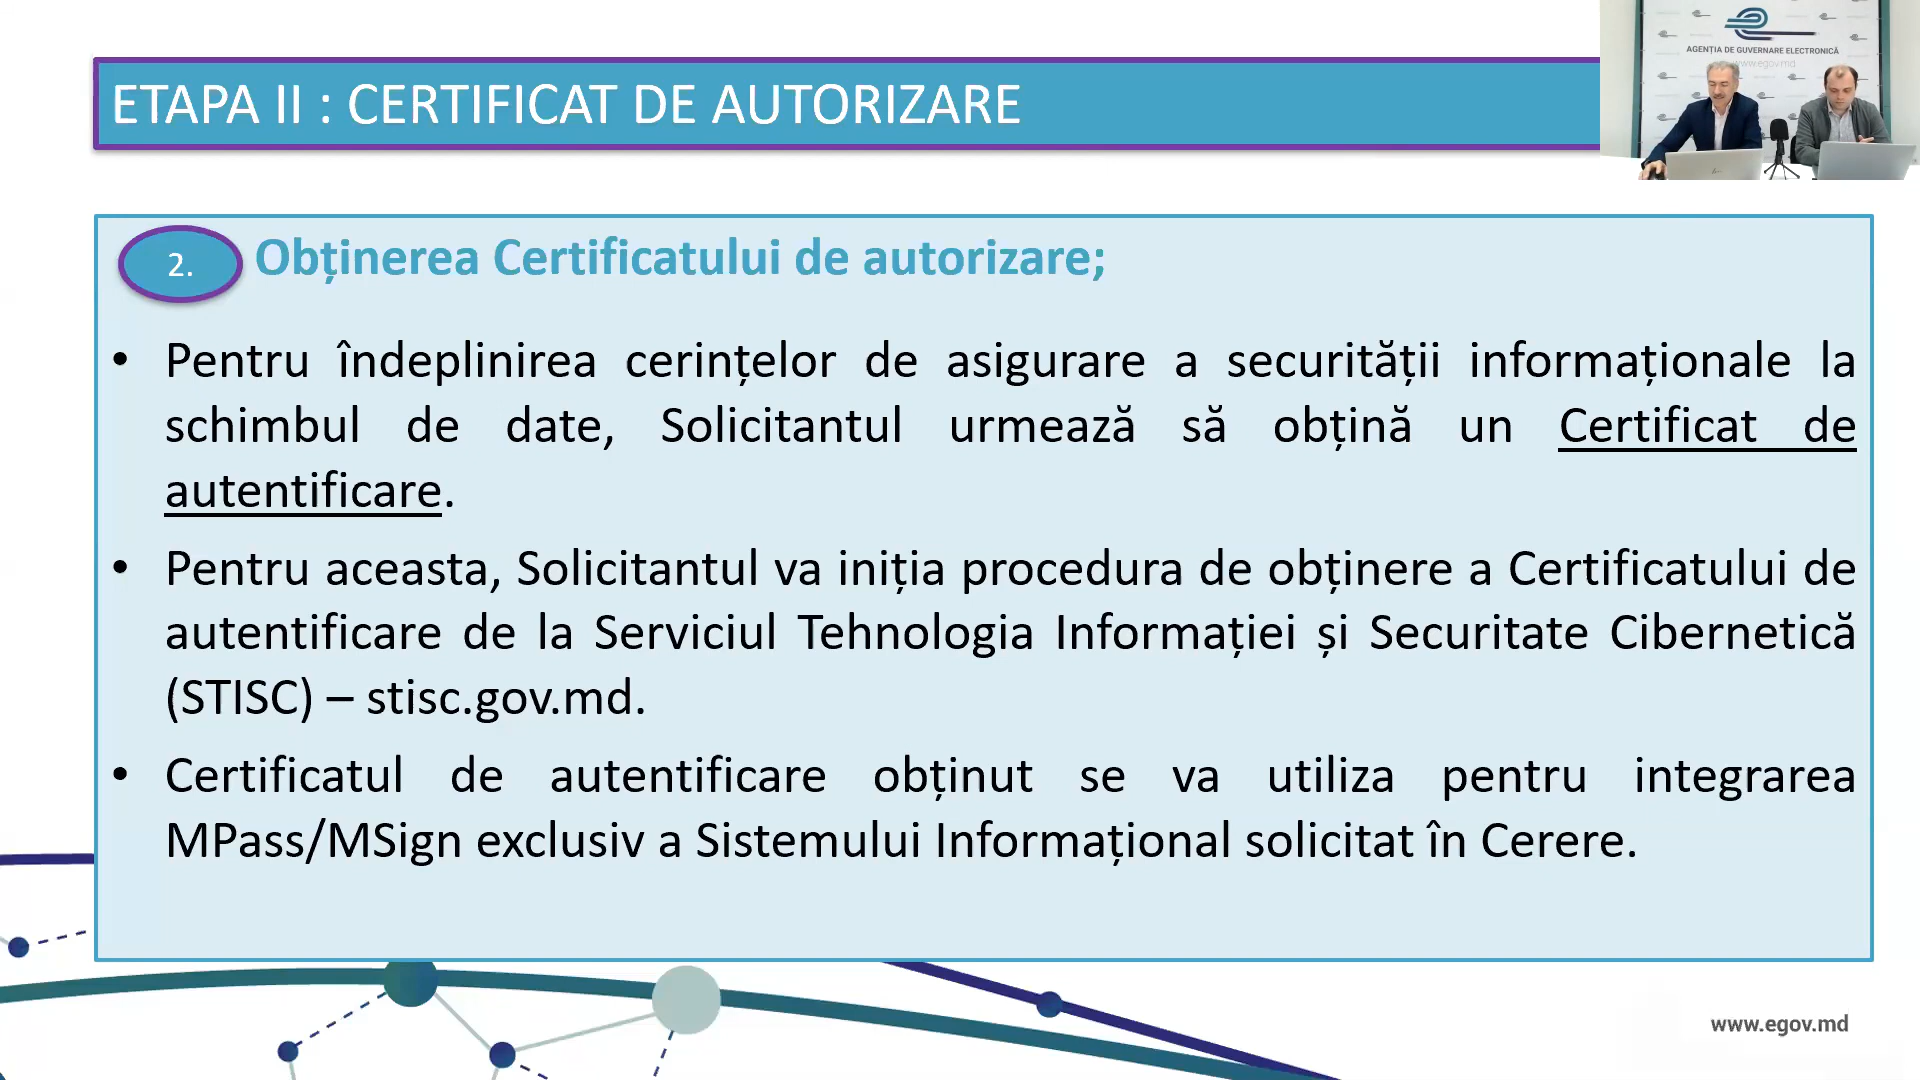 ETAPA II : CERTIFICAT DE AUTORIZARE
AGENȚIA DE GUVERNARE ELECTRONICĂ
www.egov.md
2. Obținerea Certificatului de autorizare;
• Pentru îndeplinirea cerințelor de asigurare a securității informaționale la
schimbul de date, Solicitantul urmează să obțină un Certificat de
autentificare.
• Pentru aceasta, Solicitantul va iniția procedura de obținere a Certificatului de
autentificare de la Serviciul Tehnologia Informației și Securitate Cibernetică
(STISC) – stisc.gov.md.
• Certificatul de autentificare obținut se va utiliza pentru integrarea
MPass/MSign exclusiv a Sistemului Informațional solicitat în Cerere.
www.egov.md